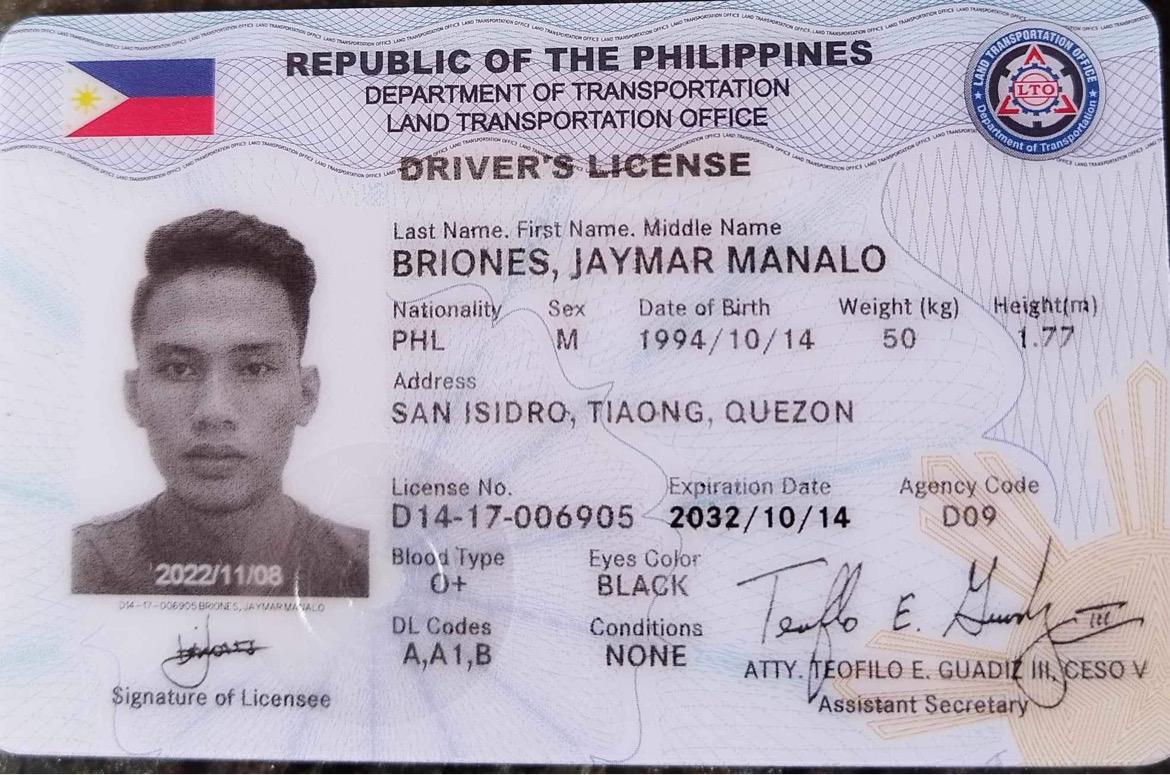 REPUBLIC OF THE PHILIPPINES
DEPARTMENT OF TRANSPORTATION
LAND TRANSPORTATION OFFICE
LAND TRANSPORTATION OFFICE
LTO
Department of Transportation
DRIVER'S LICENSE
Last Name. First Name. Middle Name
BRIONES, JAYMAR MANALO
Nationality Sex Date of Birth Weight (kg) Height(m)
PHL M 1994/10/14 50 1.77
Address
SAN ISIDRO, TIAONG, QUEZON
License No. Expiration Date Agency Code
D14-17-006905 2032/10/14 D09
Blood Type Eyes Color
O+ BLACK
DL Codes Conditions
A,A1,B NONE
2022/11/08
D14-17-006905 BRIONES, JAYMAR MANALO
Signature of Licensee
Teofilo E. Guadiz III
ATTY. TEOFILO E. GUADIZ III, CESO V
Assistant Secretary